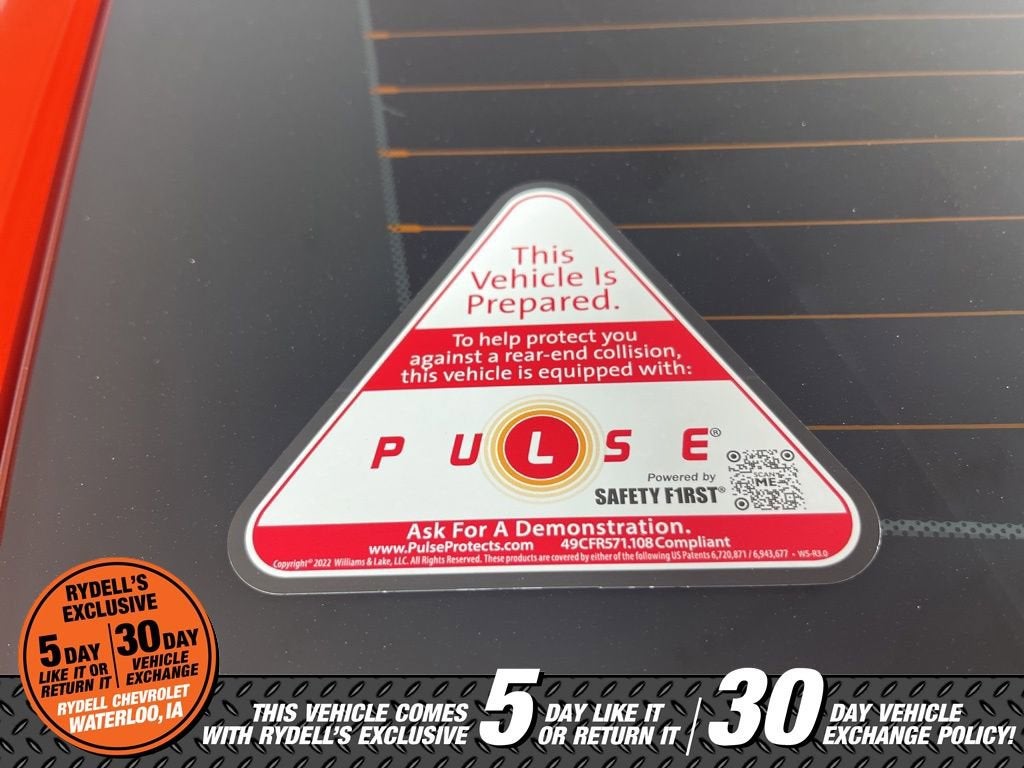 This
Vehicle Is
Prepared.
To help protect you
against a rear-end collision,
this vehicle is equipped with:
PULSE®
Powered by
SAFETY F1RST®
SCAN
ME
Ask For A Demonstration.
www.PulseProtects.com 49CFR571.108 Compliant
Copyright© 2022 Williams & Lake, LLC. All Rights Reserved. These products are covered by either of the following US Patents 6,720,871 / 6,943,677 - WS-R3.0
RYDELL'S
EXCLUSIVE
5 DAY
LIKE IT OR
RETURN IT
30 DAY
VEHICLE
EXCHANGE
RYDELL CHEVROLET
WATERLOO, IA
THIS VEHICLE COMES
WITH RYDELL'S EXCLUSIVE
5 DAY LIKE IT
OR RETURN IT
30 DAY VEHICLE
EXCHANGE POLICY!